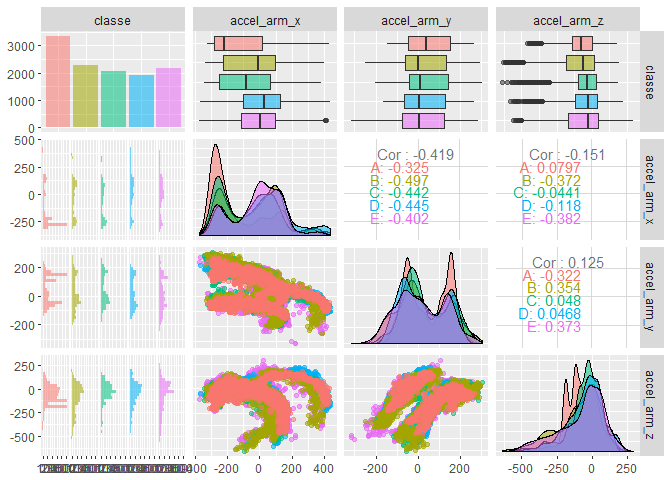 classe accel_arm_x accel_arm_y accel_arm_z
3000
2000
1000
0
classe
500
250
0
-250
Cor : -0.419
A: -0.325
B: -0.497
C: -0.442
D: -0.445
E: -0.402
Cor : -0.151
A: 0.0797
B: -0.372
C: -0.0441
D: -0.118
E: -0.382
accel_arm_x
200
0
-200
Cor : 0.125
A: -0.322
B: 0.354
C: 0.048
D: 0.0468
E: 0.373
accel_arm_y
250
0
-250
-500
accel_arm_z
-200 0 200 400
-200 0 200
-500 -250 0 250